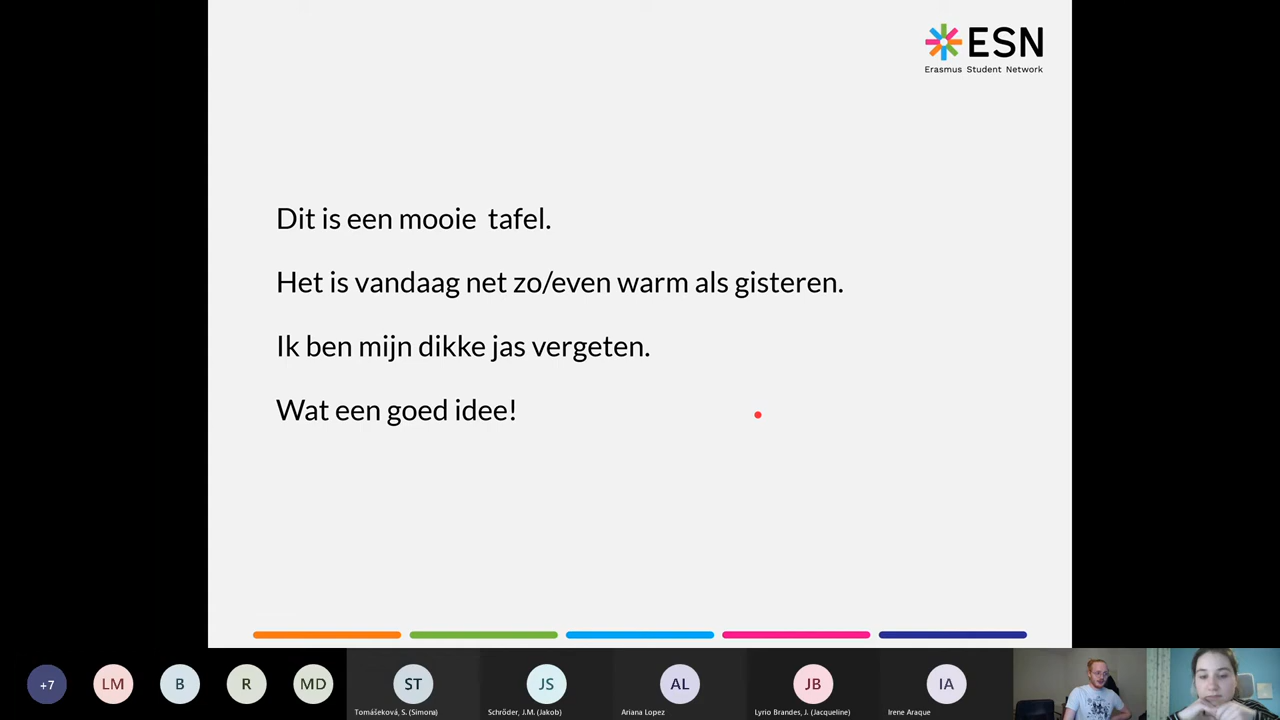 ESN
Erasmus Student Network
Dit is een mooie  tafel.
Het is vandaag net zo/even warm als gisteren.
Ik ben mijn dikke jas vergeten.
Wat een goed idee!
+7
LM
B
R
MD
ST
JS
AL
JB
IA
Tomášeková, S. (Simona)
Schröder, J.M. (Jakob)
Ariana Lopez
Lyrio Brandes, J. (Jacqueline)
Irene Araque